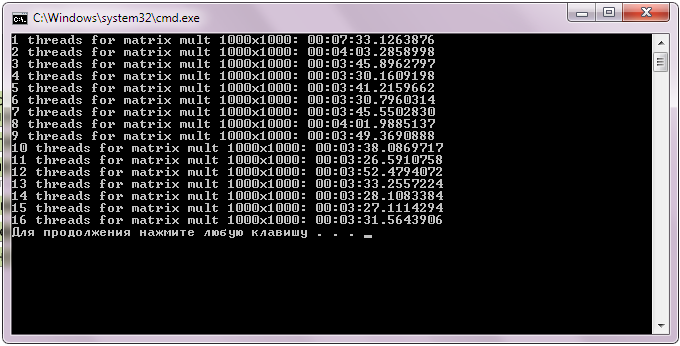 C:\Windows\system32\cmd.exe
1 threads for matrix mult 1000x1000: 00:07:33.1263876
2 threads for matrix mult 1000x1000: 00:04:03.2858998
3 threads for matrix mult 1000x1000: 00:03:45.8962797
4 threads for matrix mult 1000x1000: 00:03:30.1609198
5 threads for matrix mult 1000x1000: 00:03:41.2159662
6 threads for matrix mult 1000x1000: 00:03:30.7960314
7 threads for matrix mult 1000x1000: 00:03:45.5502830
8 threads for matrix mult 1000x1000: 00:04:01.9885137
9 threads for matrix mult 1000x1000: 00:03:49.3690888
10 threads for matrix mult 1000x1000: 00:03:38.0869717
11 threads for matrix mult 1000x1000: 00:03:26.5910758
12 threads for matrix mult 1000x1000: 00:03:52.4794072
13 threads for matrix mult 1000x1000: 00:03:33.2557224
14 threads for matrix mult 1000x1000: 00:03:28.1083384
15 threads for matrix mult 1000x1000: 00:03:27.1114294
16 threads for matrix mult 1000x1000: 00:03:31.5643906
Для продолжения нажмите любую клавишу . . .